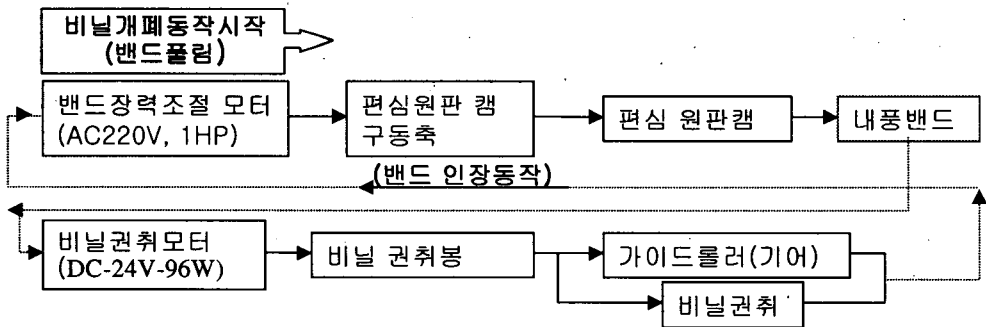 비닐개폐동작시작
(밴드풀림)
밴드장력조절 모터
(AC220V, 1HP)
편심원판 캠
구동축
편심 원판캠
내풍밴드
(밴드 인장동작)
비닐권취모터
(DC-24V-96W)
비닐 권취봉
가이드롤러(기어)
비닐권취